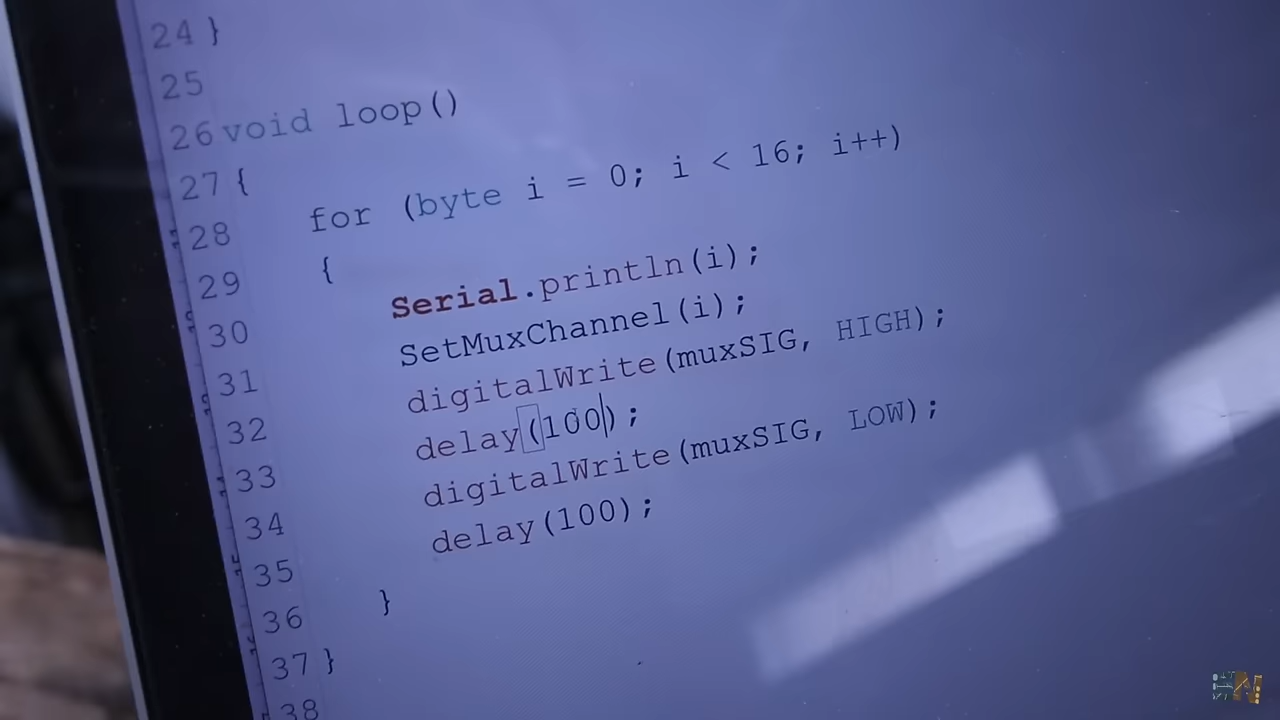 24 }
25
26 void loop()
27 {
28 for (byte i = 0; i < 16; i++)
29 {
30 Serial.println(i);
31 SetMuxChannel(i);
32 digitalWrite(muxSIG, HIGH);
33 delay(100);
34 digitalWrite(muxSIG, LOW);
35 delay(100);
36 }
37 }
38